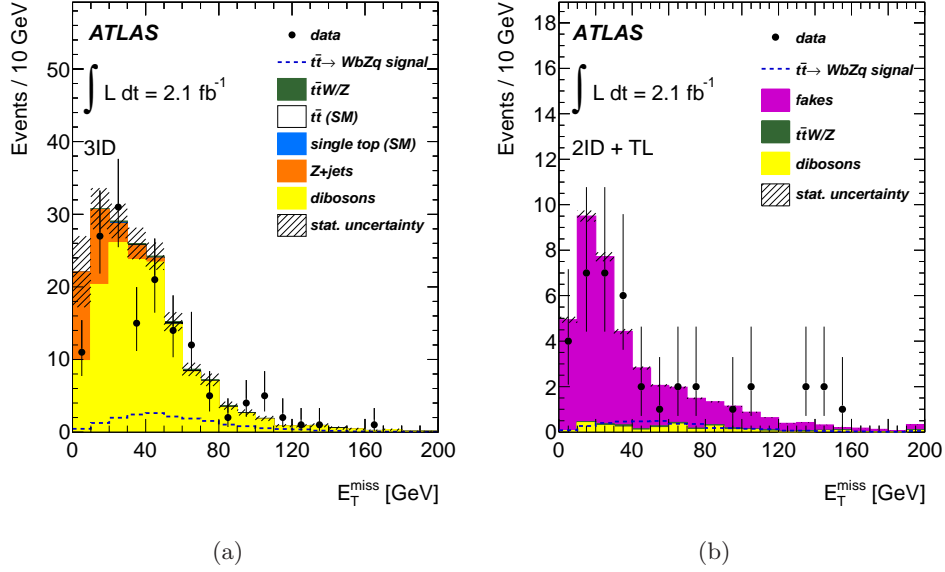 Events / 10 GeV
ATLAS
∫ L dt = 2.1 fb⁻¹
3ID
data
tt̄→ WbZq signal
tt̄W/Z
tt̄ (SM)
single top (SM)
Z+jets
dibosons
stat. uncertainty
50
40
30
20
10
0
0 40 80 120 160 200
E_T^miss [GeV]
(a)
Events / 10 GeV
ATLAS
∫ L dt = 2.1 fb⁻¹
2ID + TL
data
tt̄→ WbZq signal
fakes
tt̄W/Z
dibosons
stat. uncertainty
18
16
14
12
10
8
6
4
2
0
0 40 80 120 160 200
E_T^miss [GeV]
(b)